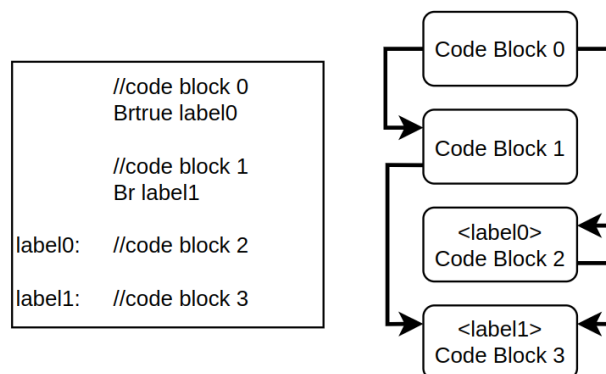 //code block 0
Brtrue label0
//code block 1
Br label1
label0: //code block 2
label1: //code block 3
Code Block 0
Code Block 1
<label0>
Code Block 2
<label1>
Code Block 3